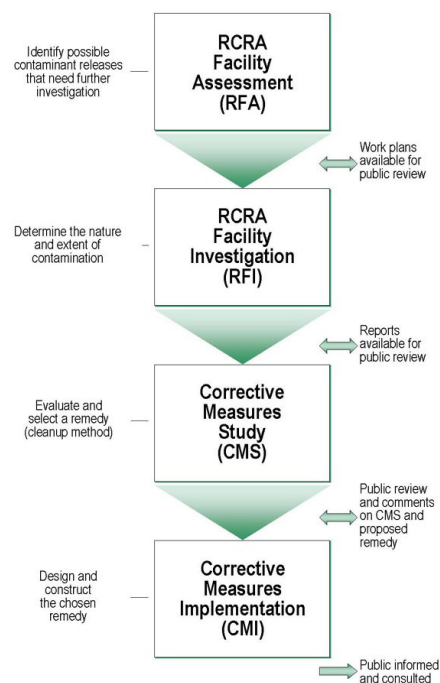 Identify possible
contaminant releases
that need further
investigation
RCRA
Facility
Assessment
(RFA)
Work plans
available for
public review
Determine the nature
and extent of
contamination
RCRA
Facility
Investigation
(RFI)
Reports
available for
public review
Evaluate and
select a remedy
(cleanup method)
Corrective
Measures
Study
(CMS)
Public review
and comments
on CMS and
proposed
remedy
Design and
construct
the chosen
remedy
Corrective
Measures
Implementation
(CMI)
Public informed
and consulted